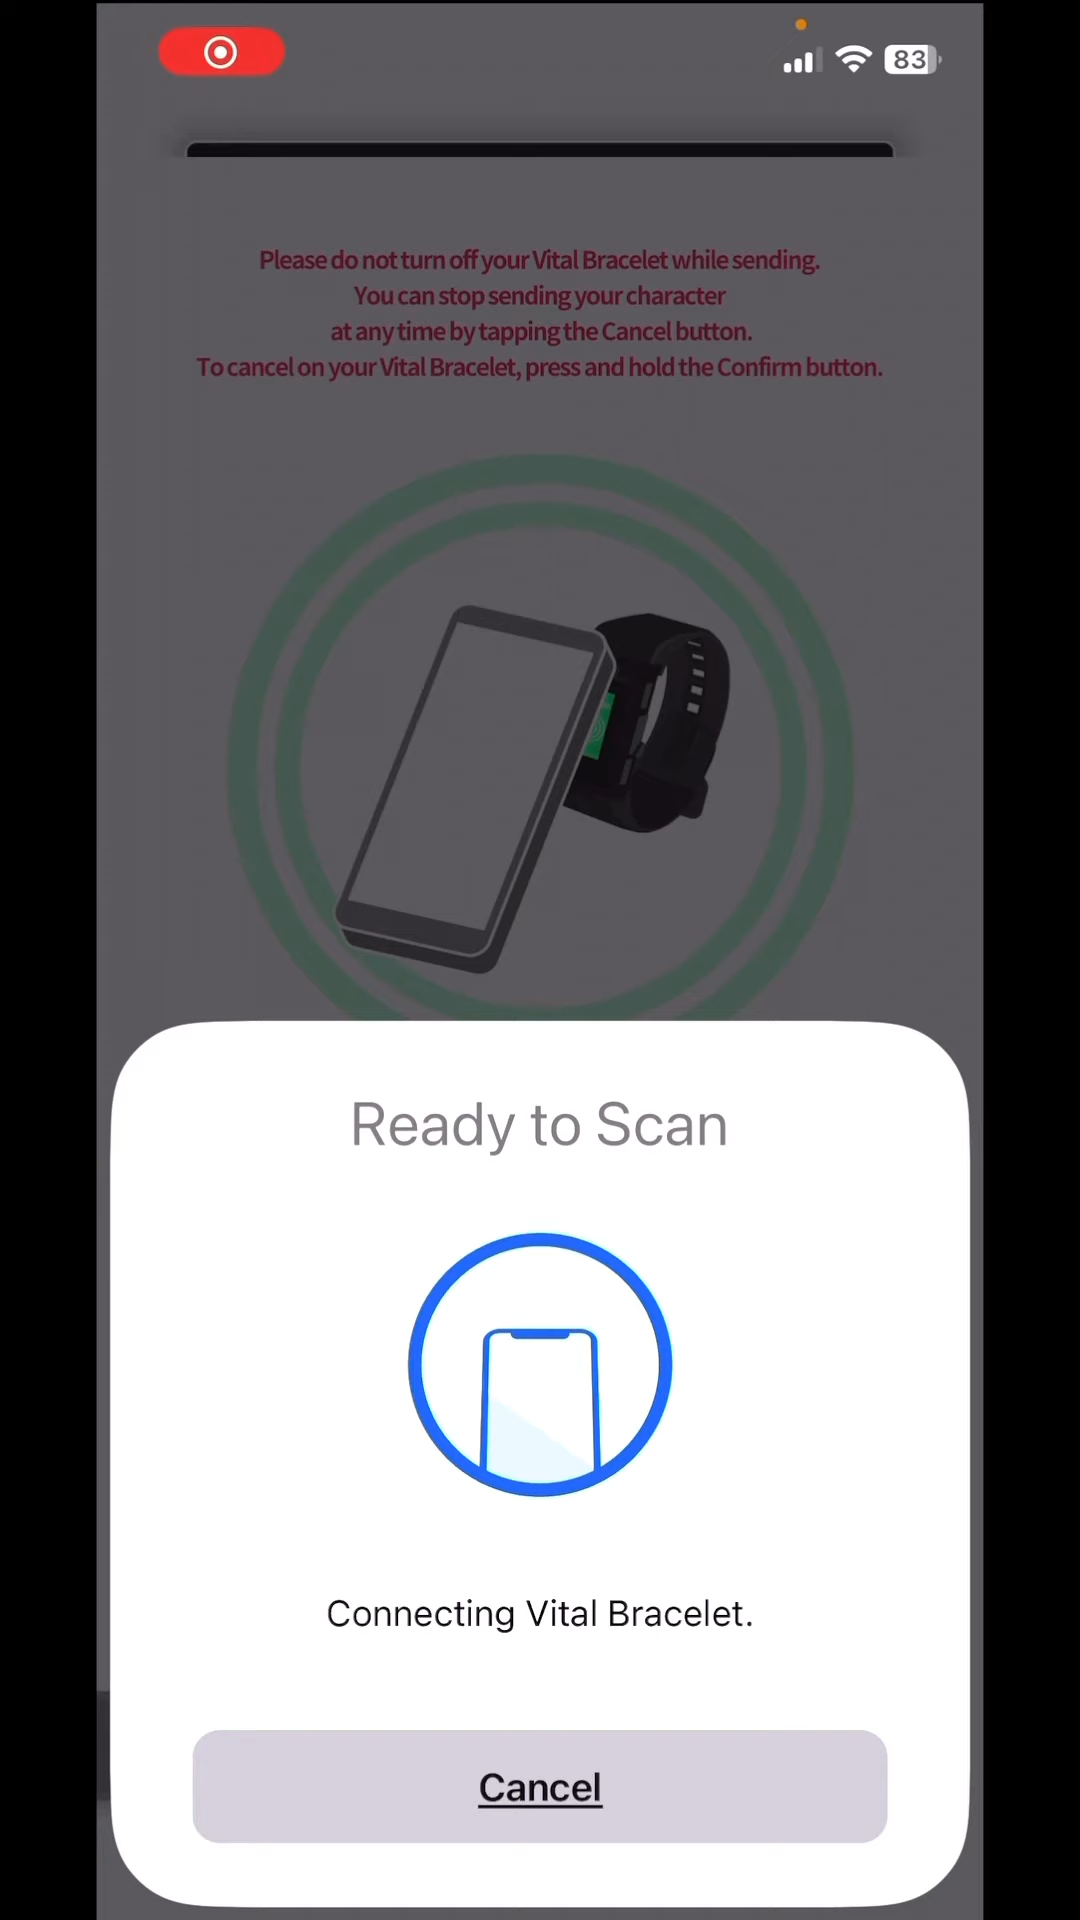 83
Please do not turn off your Vital Bracelet while sending.
You can stop sending your character
at any time by tapping the Cancel button.
To cancel on your Vital Bracelet, press and hold the Confirm button.
Ready to Scan
Connecting Vital Bracelet.
Cancel